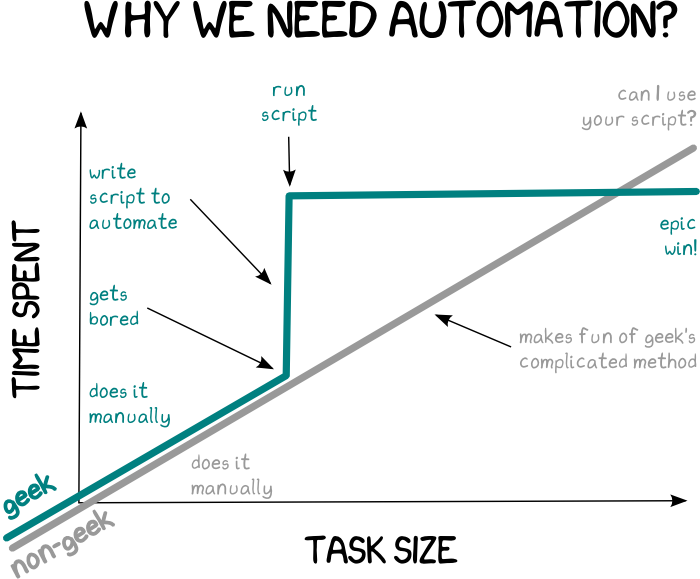 WHY WE NEED AUTOMATION?
run
script
can I use
your script?
write
script to
automate
epic
win!
gets
bored
makes fun of geek's
complicated method
does it
manually
does it
manually
TIME SPENT
geek
non-geek
TASK SIZE